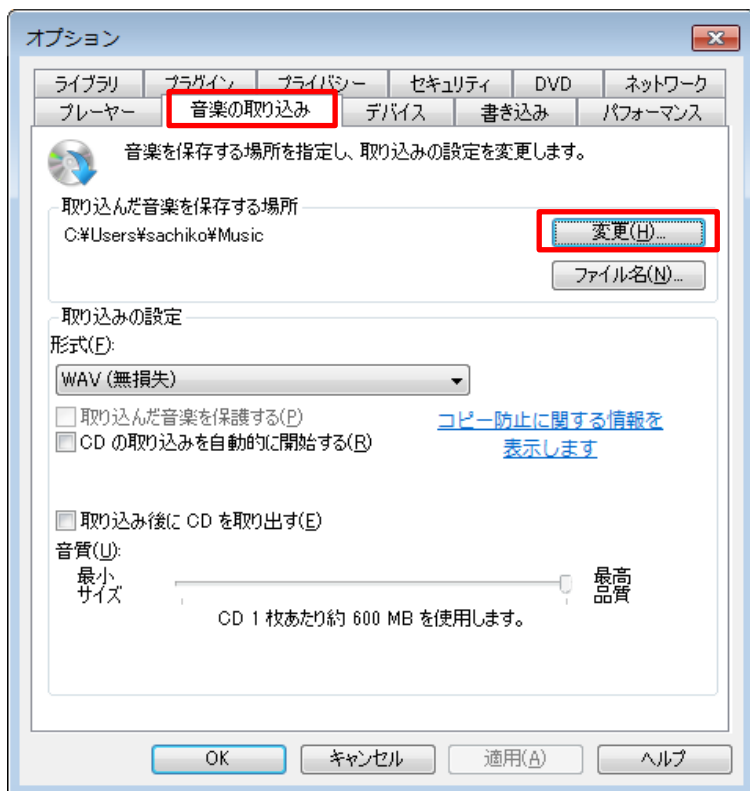 オプション
ライブラリ プラグイン プライバシー セキュリティ DVD ネットワーク
プレーヤー 音楽の取り込み デバイス 書き込み パフォーマンス
音楽を保存する場所を指定し、取り込みの設定を変更します。
取り込んだ音楽を保存する場所
C:¥Users¥sachiko¥Music
変更(H)...
ファイル名(N)...
取り込みの設定
形式(F):
WAV (無損失)
取り込んだ音楽を保護する(P)
コピー防止に関する情報を
CD の取り込みを自動的に開始する(R)
表示します
取り込み後に CD を取り出す(E)
音質(U):
最小
サイズ
最高
品質
CD 1 枚あたり約 600 MB を使用します。
OK キャンセル 適用(A) ヘルプ